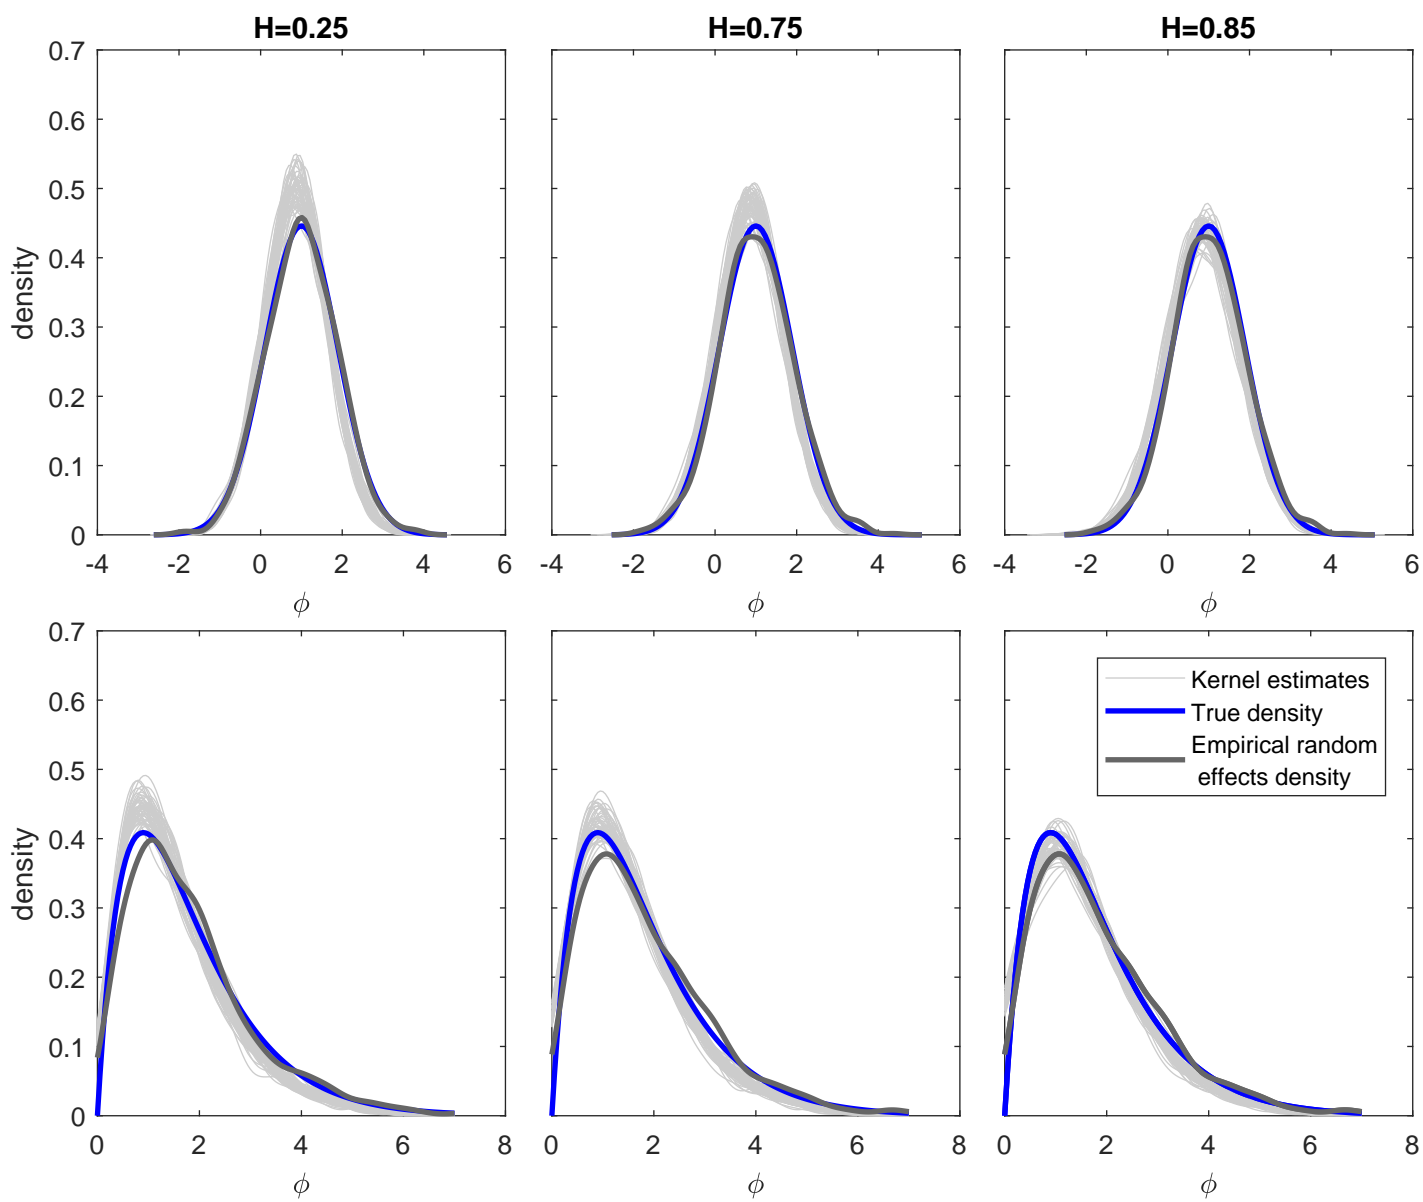 H=0.25 H=0.75 H=0.85
0.7
0.6
0.5
0.4
0.3
0.2
0.1
0
density
-4 -2 0 2 4 6
-4 -2 0 2 4 6
-4 -2 0 2 4 6
ϕ ϕ ϕ
0.7
0.6
0.5
0.4
0.3
0.2
0.1
0
density
Kernel estimates
True density
Empirical random
effects density
0 2 4 6 8
0 2 4 6 8
0 2 4 6 8
ϕ ϕ ϕ